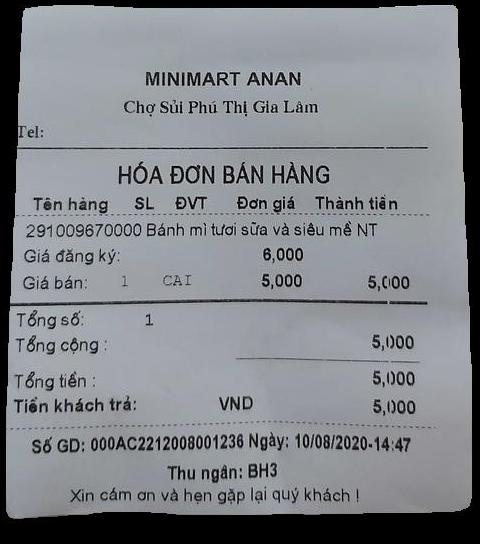 MINIMART ANAN
Chợ Sủi Phú Thị Gia Lâm
Tel:
HÓA ĐƠN BÁN HÀNG
Tên hàng SL ĐVT Đơn giá Thành tiền
291009670000 Bánh mì tươi sữa và siêu mề NT
Giá đăng ký: 6,000
Giá bán: 1 CAI 5,000 5,000
Tổng số: 1
Tổng cộng : 5,000
Tổng tiền : 5,000
Tiền khách trả: VND 5,000
Số GD: 000AC2212008001236 Ngày: 10/08/2020-14:47
Thu ngân: BH3
Xin cám ơn và hẹn gặp lại quý khách !